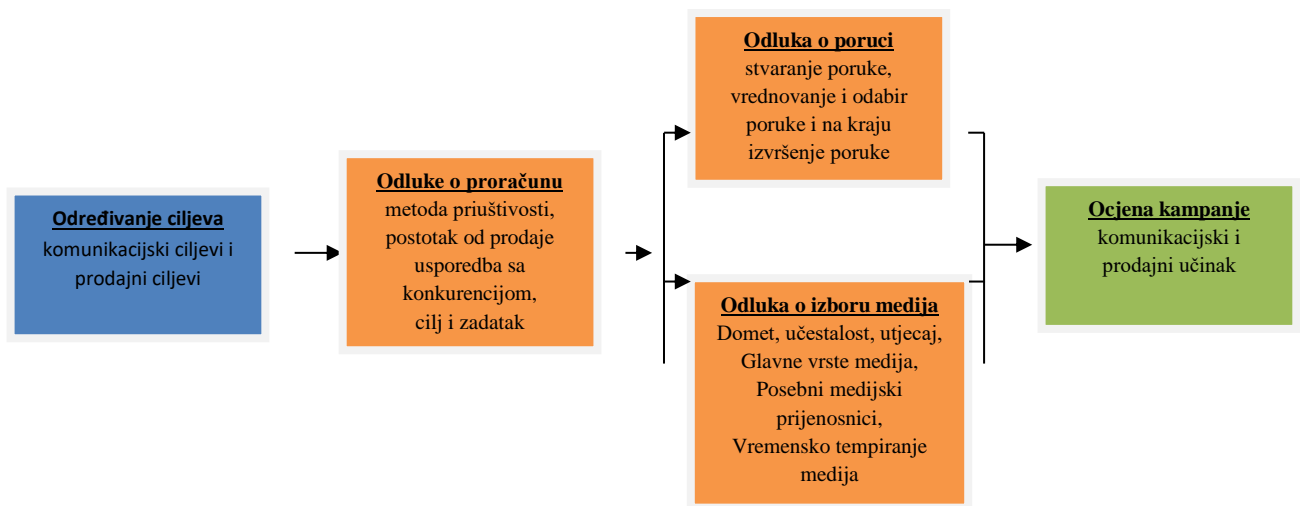 Određivanje ciljeva
komunikacijski ciljevi i
prodajni ciljevi
Odluke o proračunu
metoda priuštivosti,
postotak od prodaje
usporedba sa
konkurencijom,
cilj i zadatak
Odluka o poruci
stvaranje poruke,
vrednovanje i odabir
poruke i na kraju
izvršenje poruke
Odluka o izboru medija
Domet, učestalost, utjecaj,
Glavne vrste medija,
Posebni medijski
prijenosnici,
Vremensko tempiranje
medija
Ocjena kampanje
komunikacijski i
prodajni učinak